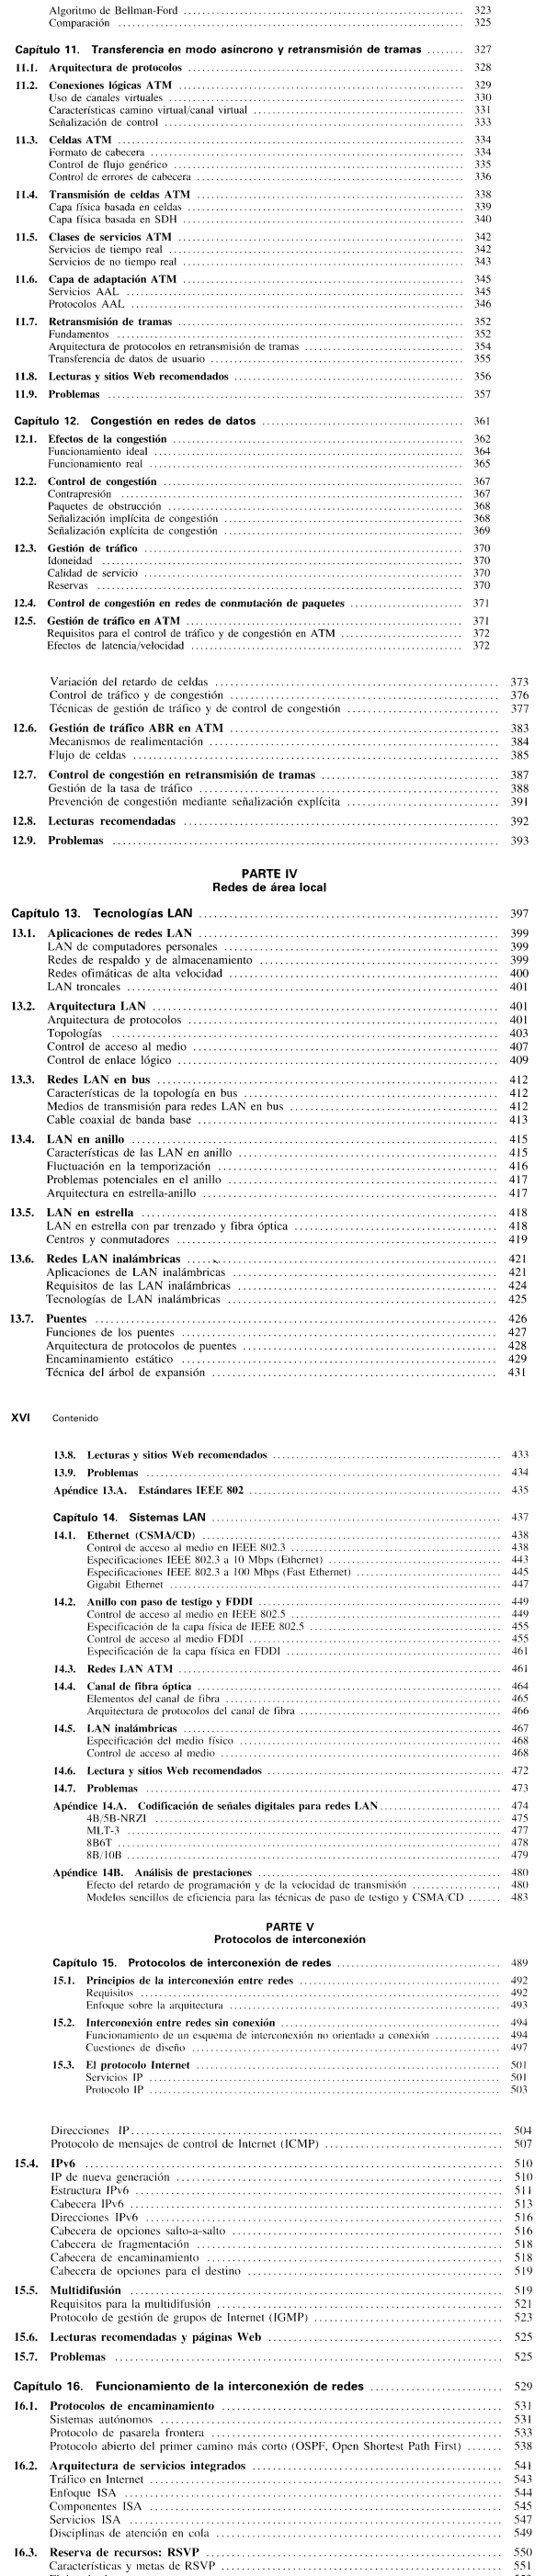 Algoritmo de Bellman-Ford ........ 323
Comparación ........ 325
Capítulo 11. Transferencia en modo asíncrono y retransmisión de tramas ........ 327
11.1. Arquitectura de protocolos ........ 328
11.2. Conexiones lógicas ATM ........ 329
Uso de canales virtuales ........ 330
Características camino virtual/canal virtual ........ 331
Señalización de control ........ 333
11.3. Celdas ATM ........ 334
Formato de cabecera ........ 334
Control de flujo genérico ........ 335
Control de errores de cabecera ........ 336
11.4. Transmisión de celdas ATM ........ 338
Capa física basada en celdas ........ 339
Capa física basada en SDH ........ 340
11.5. Clases de servicios ATM ........ 342
Servicios de tiempo real ........ 342
Servicios de no tiempo real ........ 343
11.6. Capa de adaptación ATM ........ 345
Servicios AAL ........ 345
Protocolos AAL ........ 346
11.7. Retransmisión de tramas ........ 352
Fundamentos ........ 352
Arquitectura de protocolos en retransmisión de tramas ........ 354
Transferencia de datos de usuario ........ 355
11.8. Lecturas y sitios Web recomendados ........ 356
11.9. Problemas ........ 357
Capítulo 12. Congestión en redes de datos ........ 361
12.1. Efectos de la congestión ........ 362
Funcionamiento ideal ........ 364
Funcionamiento real ........ 365
12.2. Control de congestión ........ 367
Contrapresión ........ 367
Paquetes de obstrucción ........ 368
Señalización implícita de congestión ........ 368
Señalización explícita de congestión ........ 369
12.3. Gestión de tráfico ........ 370
Idoneidad ........ 370
Calidad de servicio ........ 370
Reservas ........ 370
12.4. Control de congestión en redes de conmutación de paquetes ........ 371
12.5. Gestión de tráfico en ATM ........ 371
Requisitos para el control de tráfico y de congestión en ATM ........ 372
Efectos de latencia/velocidad ........ 372
Variación del retardo de celdas ........ 373
Control de tráfico y de congestión ........ 376
Técnicas de gestión de tráfico y de control de congestión ........ 377
12.6. Gestión de tráfico ABR en ATM ........ 383
Mecanismos de realimentación ........ 384
Flujo de celdas ........ 385
12.7. Control de congestión en retransmisión de tramas ........ 387
Gestión de la tasa de tráfico ........ 388
Prevención de congestión mediante señalización explícita ........ 391
12.8. Lecturas recomendadas ........ 392
12.9. Problemas ........ 393
PARTE IV
Redes de área local
Capítulo 13. Tecnologías LAN ........ 397
13.1. Aplicaciones de redes LAN ........ 399
LAN de computadores personales ........ 399
Redes de respaldo y de almacenamiento ........ 399
Redes ofimáticas de alta velocidad ........ 400
LAN troncales ........ 401
13.2. Arquitectura LAN ........ 401
Arquitectura de protocolos ........ 401
Topologías ........ 403
Control de acceso al medio ........ 407
Control de enlace lógico ........ 409
13.3. Redes LAN en bus ........ 412
Características de la topología en bus ........ 412
Medios de transmisión para redes LAN en bus ........ 412
Cable coaxial de banda base ........ 413
13.4. LAN en anillo ........ 415
Características de las LAN en anillo ........ 415
Fluctuación en la temporización ........ 416
Problemas potenciales en el anillo ........ 417
Arquitectura en estrella-anillo ........ 417
13.5. LAN en estrella ........ 418
LAN en estrella con par trenzado y fibra óptica ........ 418
Centros y conmutadores ........ 419
13.6. Redes LAN inalámbricas ........ 421
Aplicaciones de LAN inalámbricas ........ 421
Requisitos de las LAN inalámbricas ........ 424
Tecnologías de LAN inalámbricas ........ 425
13.7. Puentes ........ 426
Funciones de los puentes ........ 427
Arquitectura de protocolos de puentes ........ 428
Encaminamiento estático ........ 429
Técnica del árbol de expansión ........ 431
XVI Contenido
13.8. Lecturas y sitios Web recomendados ........ 433
13.9. Problemas ........ 434
Apéndice 13.A. Estándares IEEE 802 ........ 435
Capítulo 14. Sistemas LAN ........ 437
14.1. Ethernet (CSMA/CD) ........ 438
Control de acceso al medio en IEEE 802.3 ........ 438
Especificaciones IEEE 802.3 a 10 Mbps (Ethernet) ........ 443
Especificaciones IEEE 802.3 a 100 Mbps (Fast Ethernet) ........ 445
Gigabit Ethernet ........ 447
14.2. Anillo con paso de testigo y FDDI ........ 449
Control de acceso al medio en IEEE 802.5 ........ 449
Especificación de la capa física de IEEE 802.5 ........ 455
Control de acceso al medio FDDI ........ 455
Especificación de la capa física en FDDI ........ 461
14.3. Redes LAN ATM ........ 461
14.4. Canal de fibra óptica ........ 464
Elementos del canal de fibra ........ 465
Arquitectura de protocolos del canal de fibra ........ 466
14.5. LAN inalámbricas ........ 467
Especificación del medio físico ........ 468
Control de acceso al medio ........ 468
14.6. Lectura y sitios Web recomendados ........ 472
14.7. Problemas ........ 473
Apéndice 14.A. Codificación de señales digitales para redes LAN ........ 474
4B/5B-NRZI ........ 475
MLT-3 ........ 477
8B6T ........ 478
8B/10B ........ 479
Apéndice 14B. Análisis de prestaciones ........ 480
Efecto del retardo de programación y de la velocidad de transmisión ........ 480
Modelos sencillos de eficiencia para las técnicas de paso de testigo y CSMA/CD ....... 483
PARTE V
Protocolos de interconexión
Capítulo 15. Protocolos de interconexión de redes ........ 489
15.1. Principios de la interconexión entre redes ........ 492
Requisitos ........ 492
Enfoque sobre la arquitectura ........ 493
15.2. Interconexión entre redes sin conexión ........ 494
Funcionamiento de un esquema de interconexión no orientado a conexión ........ 494
Cuestiones de diseño ........ 497
15.3. El protocolo Internet ........ 501
Servicios IP ........ 501
Protocolo IP ........ 503
Direcciones IP ........ 504
Protocolo de mensajes de control de Internet (ICMP) ........ 507
15.4. IPv6 ........ 510
IP de nueva generación ........ 510
Estructura IPv6 ........ 511
Cabecera IPv6 ........ 513
Direcciones IPv6 ........ 516
Cabecera de opciones salto-a-salto ........ 516
Cabecera de fragmentación ........ 518
Cabecera de encaminamiento ........ 518
Cabecera de opciones para el destino ........ 519
15.5. Multidifusión ........ 519
Requisitos para la multidifusión ........ 521
Protocolo de gestión de grupos de Internet (IGMP) ........ 523
15.6. Lecturas recomendadas y páginas Web ........ 525
15.7. Problemas ........ 525
Capítulo 16. Funcionamiento de la interconexión de redes ........ 529
16.1. Protocolos de encaminamiento ........ 531
Sistemas autónomos ........ 531
Protocolo de pasarela frontera ........ 533
Protocolo abierto del primer camino más corto (OSPF, Open Shortest Path First) ....... 538
16.2. Arquitectura de servicios integrados ........ 541
Tráfico en Internet ........ 543
Enfoque ISA ........ 544
Componentes ISA ........ 545
Servicios ISA ........ 547
Disciplinas de atención en cola ........ 549
16.3. Reserva de recursos: RSVP ........ 550
Características y metas de RSVP ........ 551